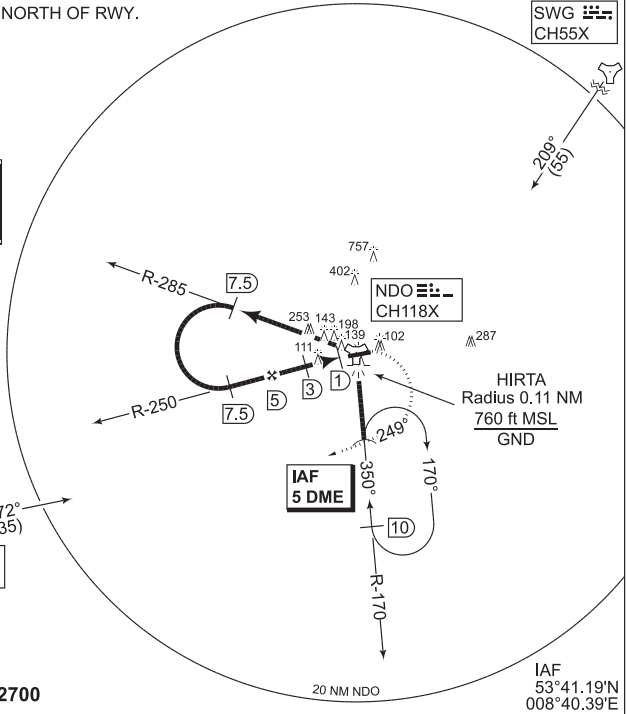 NORTH OF RWY.
SWG
CH55X
209°
(55)
757
402
R-285
7.5
NDO
CH118X
253
143
198
139
102
287
111
1
3
5
7.5
R-250
HIRTA
Radius 0.11 NM
760 ft MSL
GND
249°
IAF
5 DME
350°
170°
10
72°
35)
R-170
2700
20 NM NDO
IAF
53°41.19'N
008°40.39'E